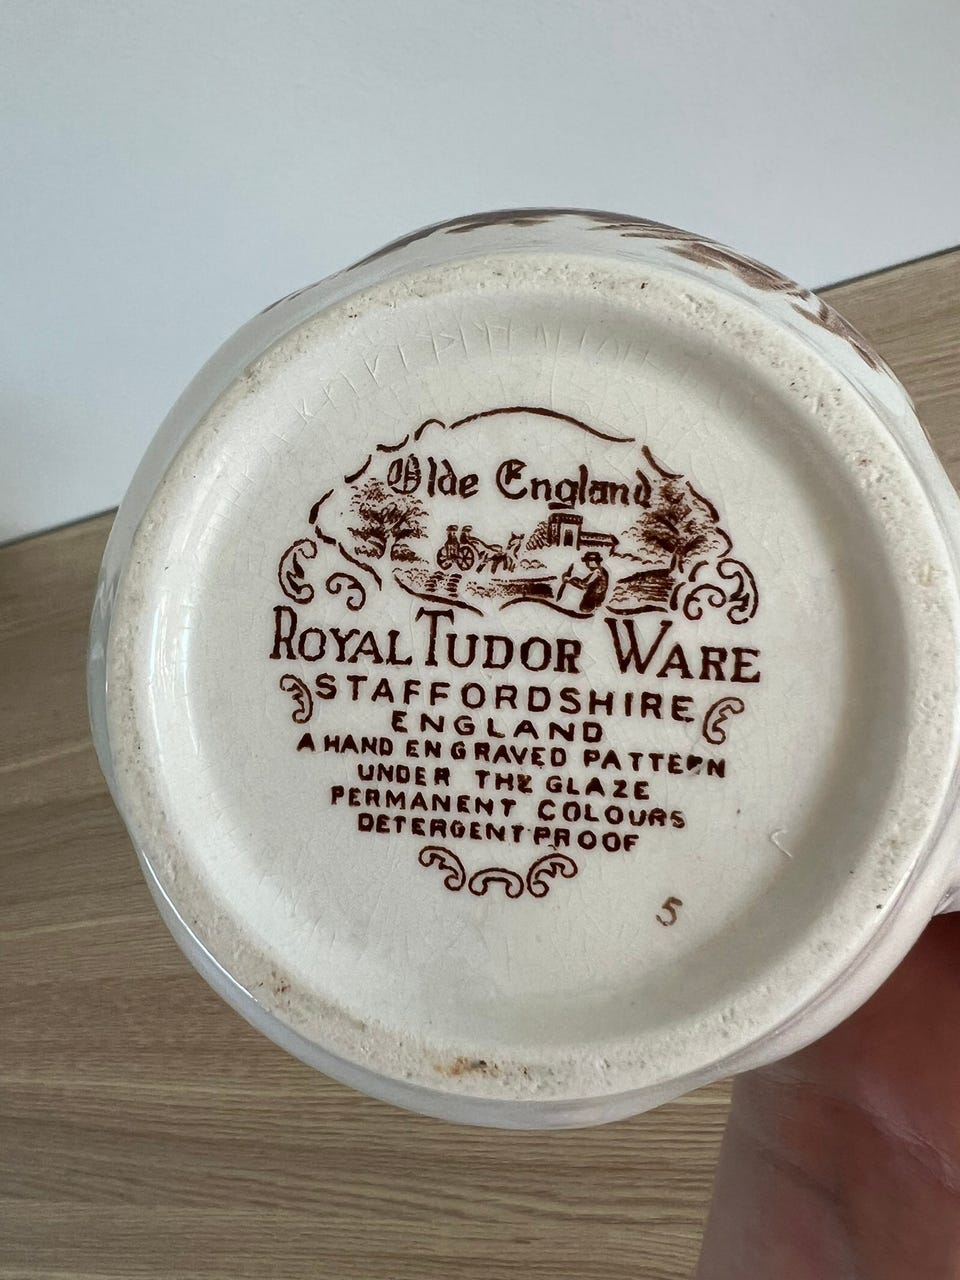 Olde England
ROYAL TUDOR WARE
STAFFORDSHIRE
ENGLAND
A HAND ENGRAVED PATTERN
UNDER THE GLAZE
PERMANENT COLOURS
DETERGENT PROOF
5